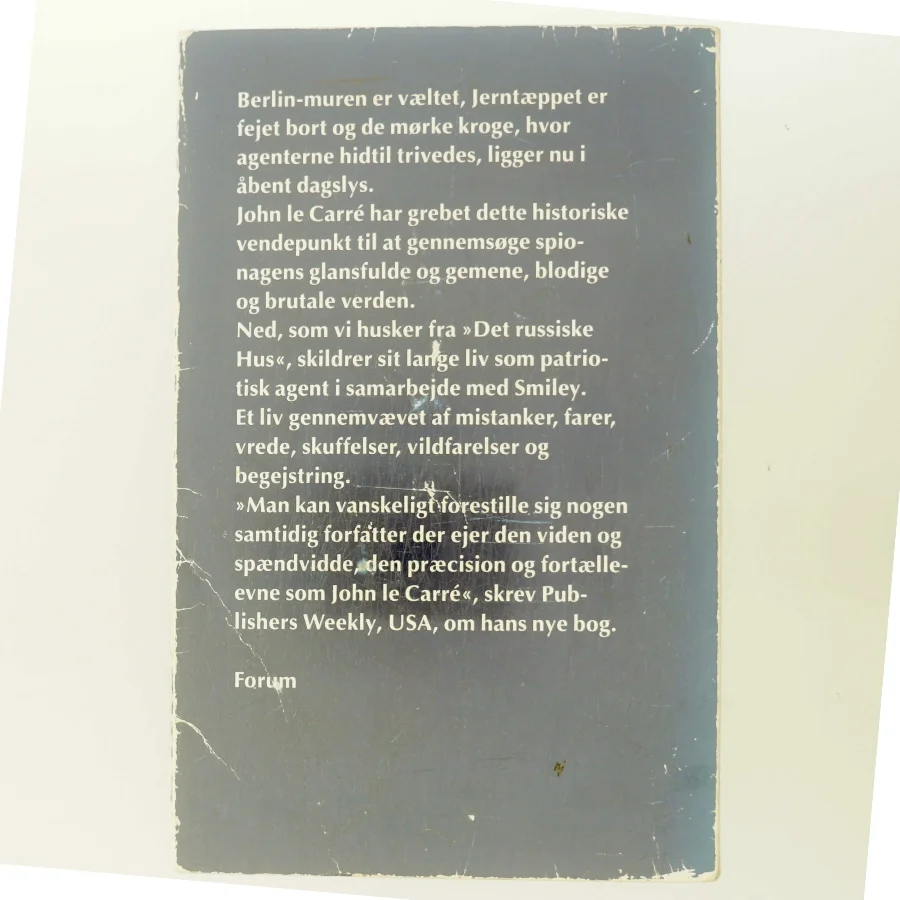 Berlin-muren er væltet, Jerntæppet er
fejet bort og de mørke kroge, hvor
agenterne hidtil trivedes, ligger nu i
åbent dagslys.
John le Carré har grebet dette historiske
vendepunkt til at gennemsøge spio-
nagens glansfulde og gemene, blodige
og brutale verden.
Ned, som vi husker fra »Det russiske
Hus«, skildrer sit lange liv som patrio-
tisk agent i samarbejde med Smiley.
Et liv gennemvævet af mistanker, farer,
vrede, skuffelser, vildfarelser og
begejstring.
»Man kan vanskeligt forestille sig nogen
samtidig forfatter der ejer den viden og
spændvidde, den præcision og fortælle-
evne som John le Carré«, skrev Pub-
lishers Weekly, USA, om hans nye bog.
Forum